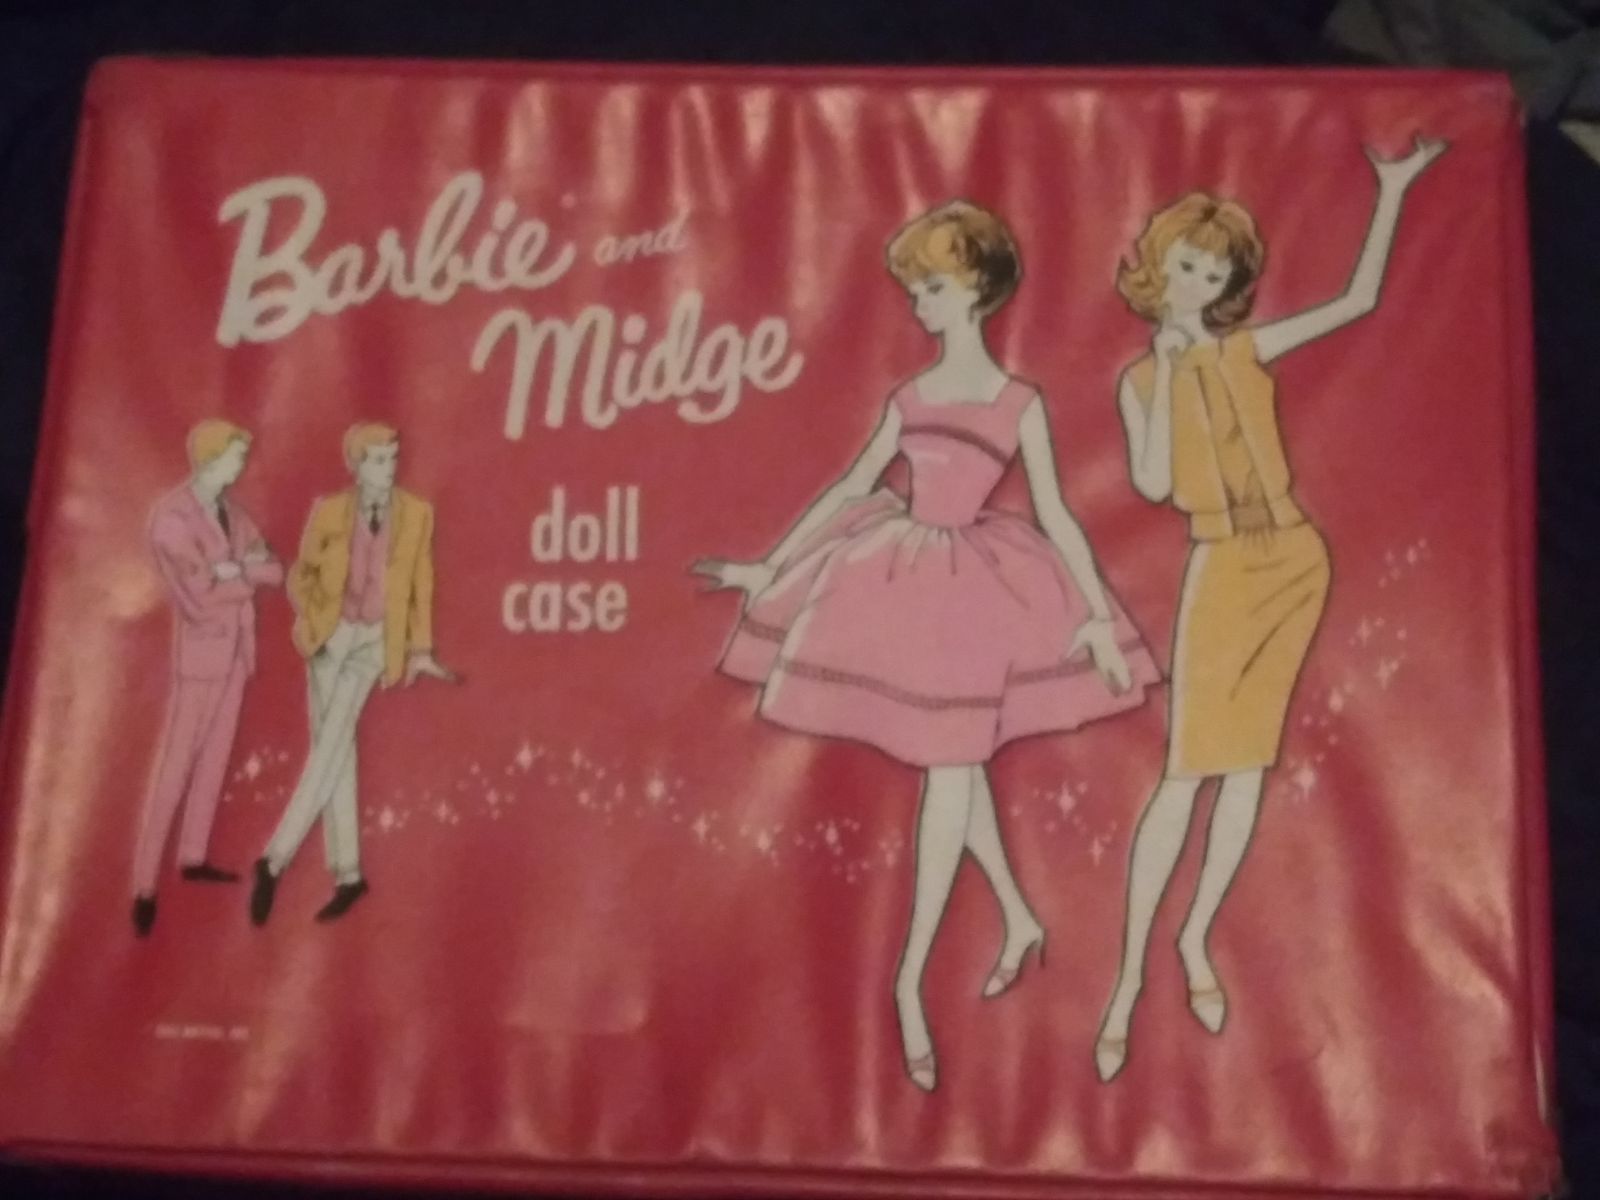 Barbie and
Midge
doll
case